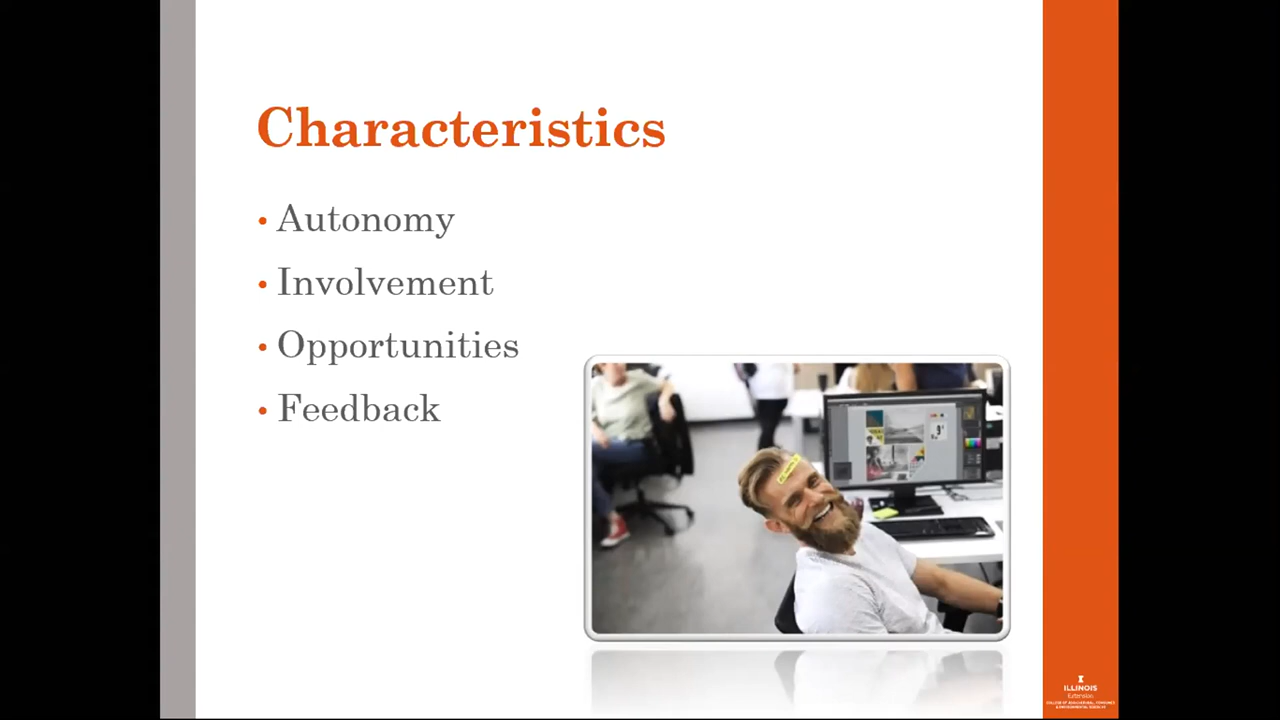 Characteristics
• Autonomy
• Involvement
• Opportunities
• Feedback
ILLINOIS
Extension